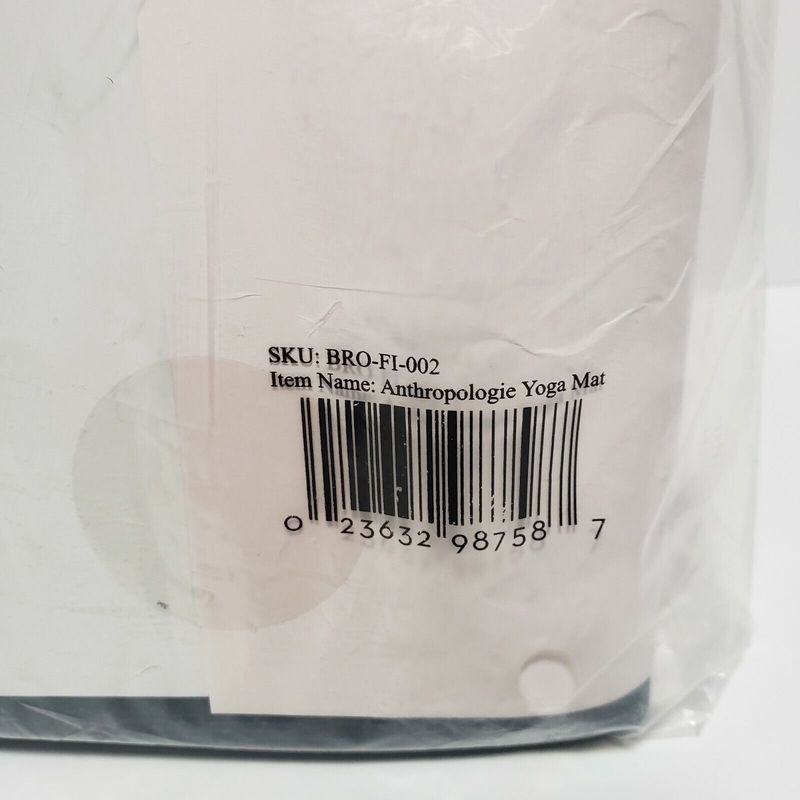 SKU: BRO-FI-002
Item Name: Anthropologie Yoga Mat
0 23632 98758 7